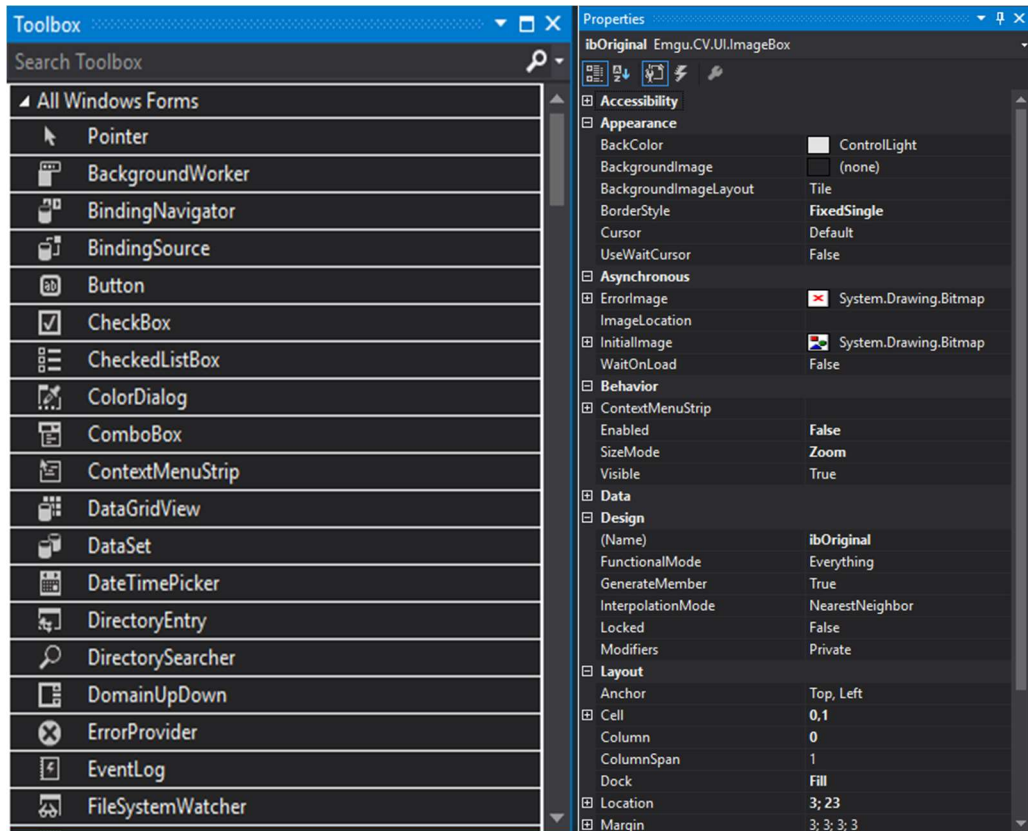 Toolbox
Search Toolbox
All Windows Forms
Pointer
BackgroundWorker
BindingNavigator
BindingSource
Button
CheckBox
CheckedListBox
ColorDialog
ComboBox
ContextMenuStrip
DataGridView
DataSet
DateTimePicker
DirectoryEntry
DirectorySearcher
DomainUpDown
ErrorProvider
EventLog
FileSystemWatcher
Properties
ibOriginal Emgu.CV.UI.ImageBox
Accessibility
Appearance
BackColor ControlLight
BackgroundImage (none)
BackgroundImageLayout Tile
BorderStyle FixedSingle
Cursor Default
UseWaitCursor False
Asynchronous
ErrorImage System.Drawing.Bitmap
ImageLocation
InitialImage System.Drawing.Bitmap
WaitOnLoad False
Behavior
ContextMenuStrip
Enabled False
SizeMode Zoom
Visible True
Data
Design
(Name) ibOriginal
FunctionalMode Everything
GenerateMember True
InterpolationMode NearestNeighbor
Locked False
Modifiers Private
Layout
Anchor Top, Left
Cell 0,1
Column 0
ColumnSpan 1
Dock Fill
Location 3; 23
Margin 3; 3; 3; 3